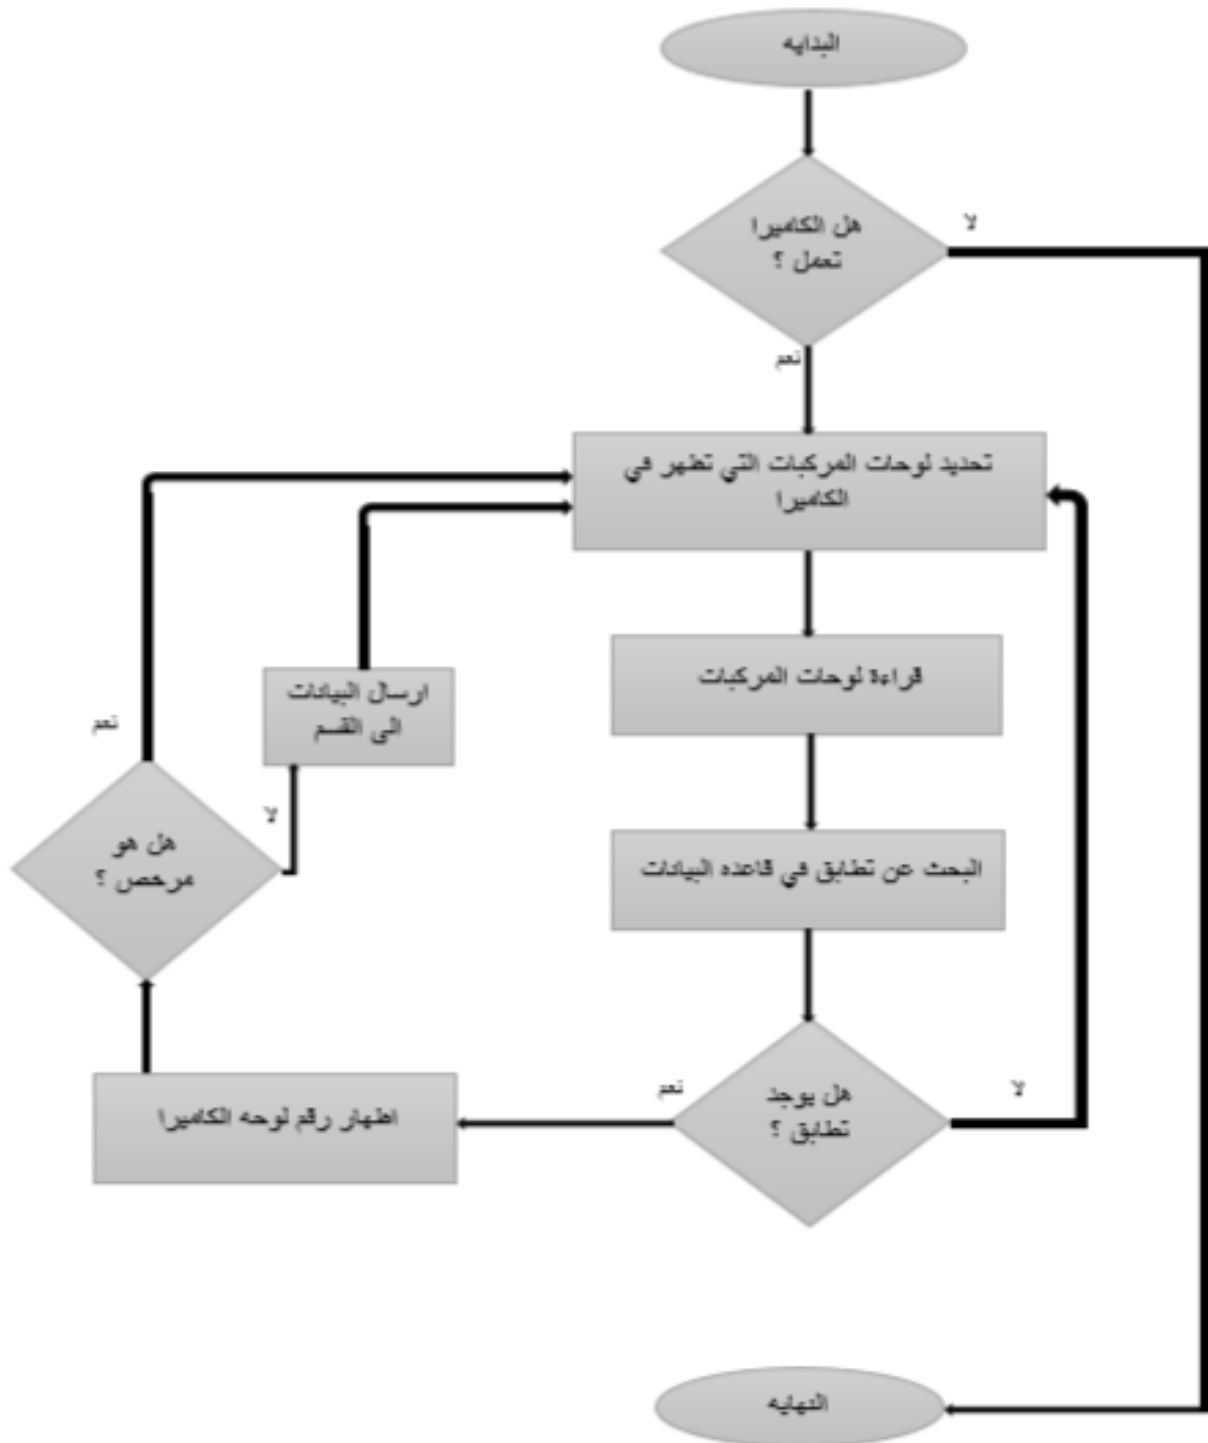 البدايه
هل الكاميرا
تعمل ؟
لا
نعم
تحديد لوحات المركبات التي تظهر في
الكاميرا
قراءة لوحات المركبات
ارسال البيانات
الى القسم
نعم
لا
هل هو
مرخص ؟
البحث عن تطابق في قاعده البيانات
هل يوجد
تطابق ؟
نعم
لا
اظهار رقم لوحه الكاميرا
النهايه